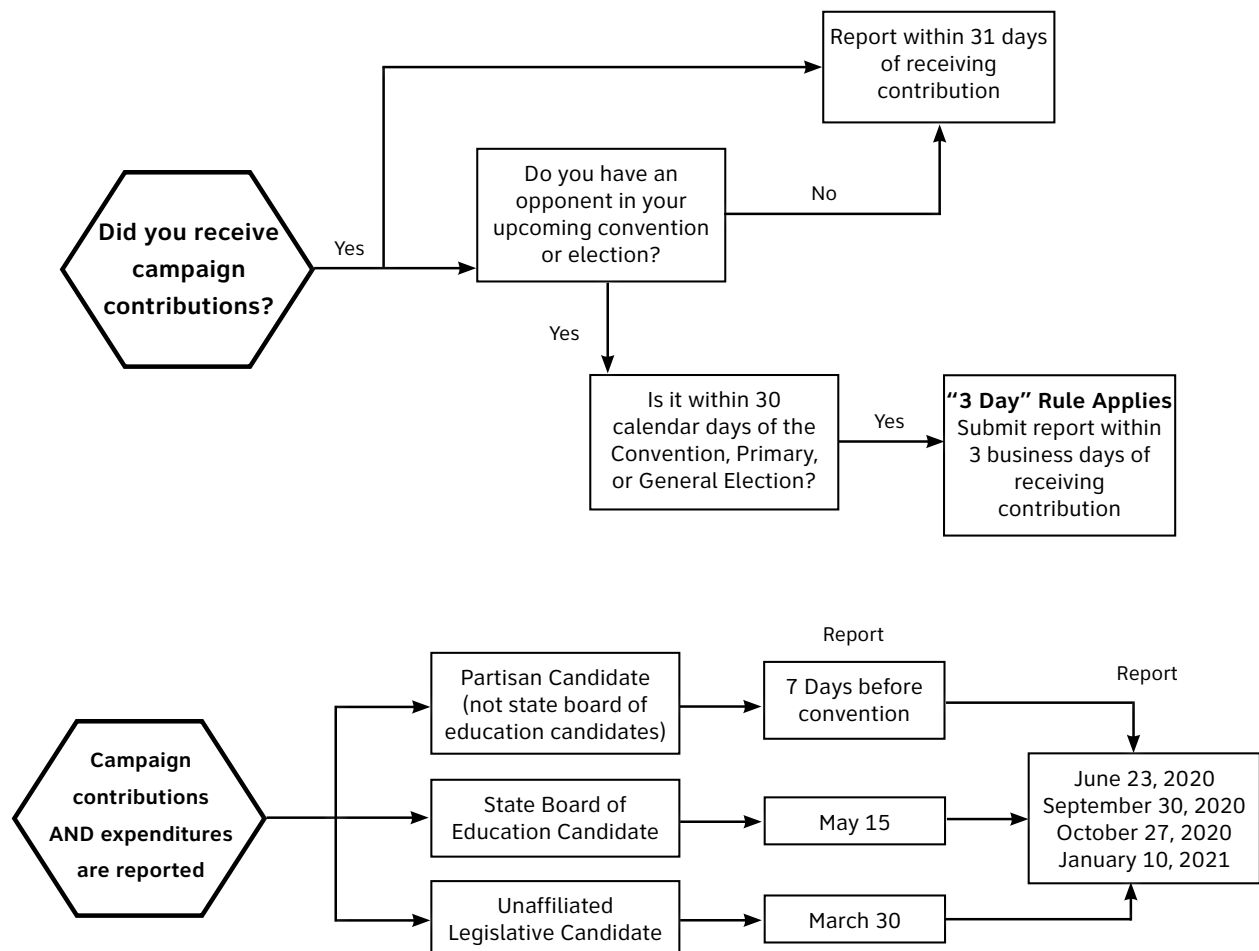 Report within 31 days
of receiving
contribution
Did you receive
campaign
contributions?
Yes
Do you have an
opponent in your
upcoming convention
or election?
No
Yes
Is it within 30
calendar days of the
Convention, Primary,
or General Election?
Yes
“3 Day” Rule Applies
Submit report within
3 business days of
receiving
contribution
Campaign
contributions
AND expenditures
are reported
Partisan Candidate
(not state board of
education candidates)
Report
7 Days before
convention
State Board of
Education Candidate
May 15
Unaffiliated
Legislative Candidate
March 30
Report
June 23, 2020
September 30, 2020
October 27, 2020
January 10, 2021